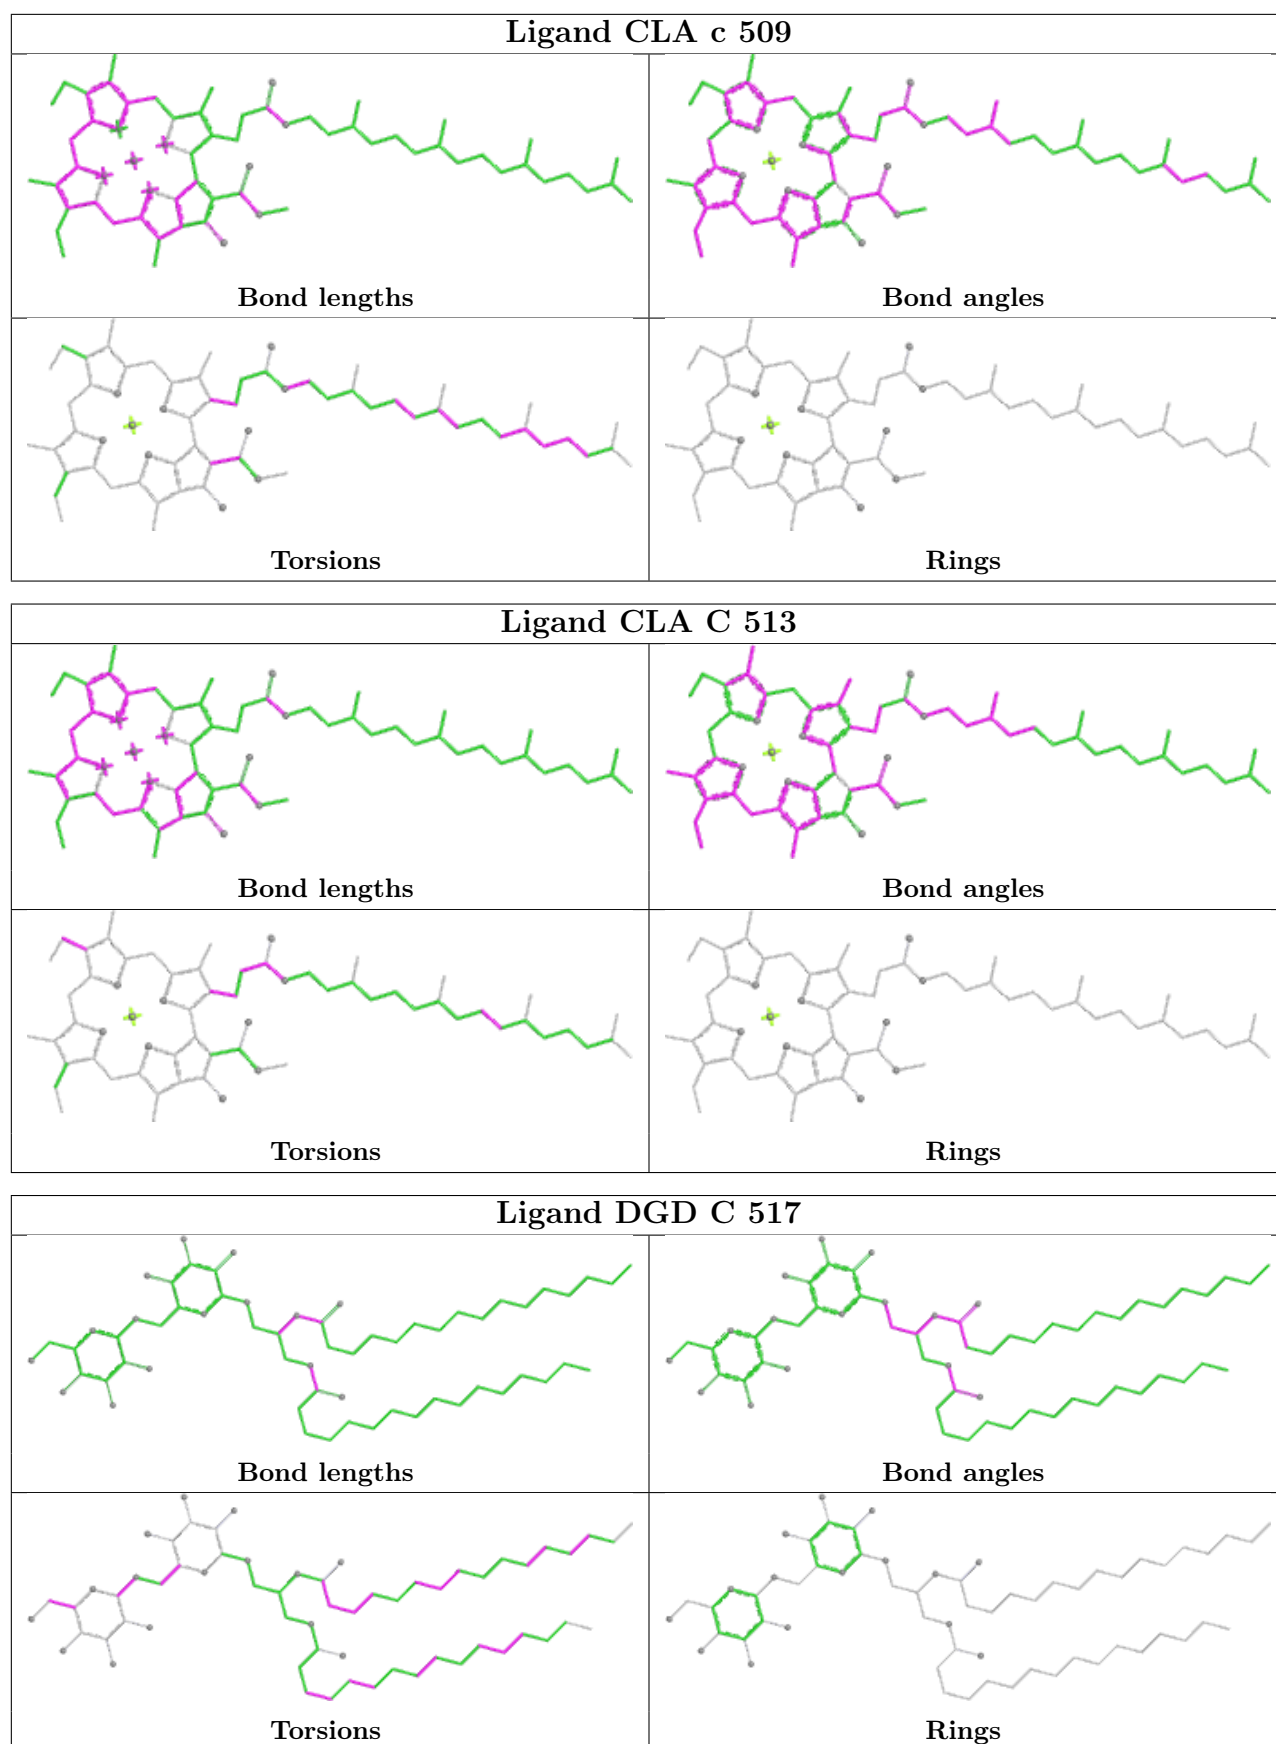 Ligand CLA c 509
Bond lengths
Bond angles
Torsions
Rings
Ligand CLA C 513
Bond lengths
Bond angles
Torsions
Rings
Ligand DGD C 517
Bond lengths
Bond angles
Torsions
Rings